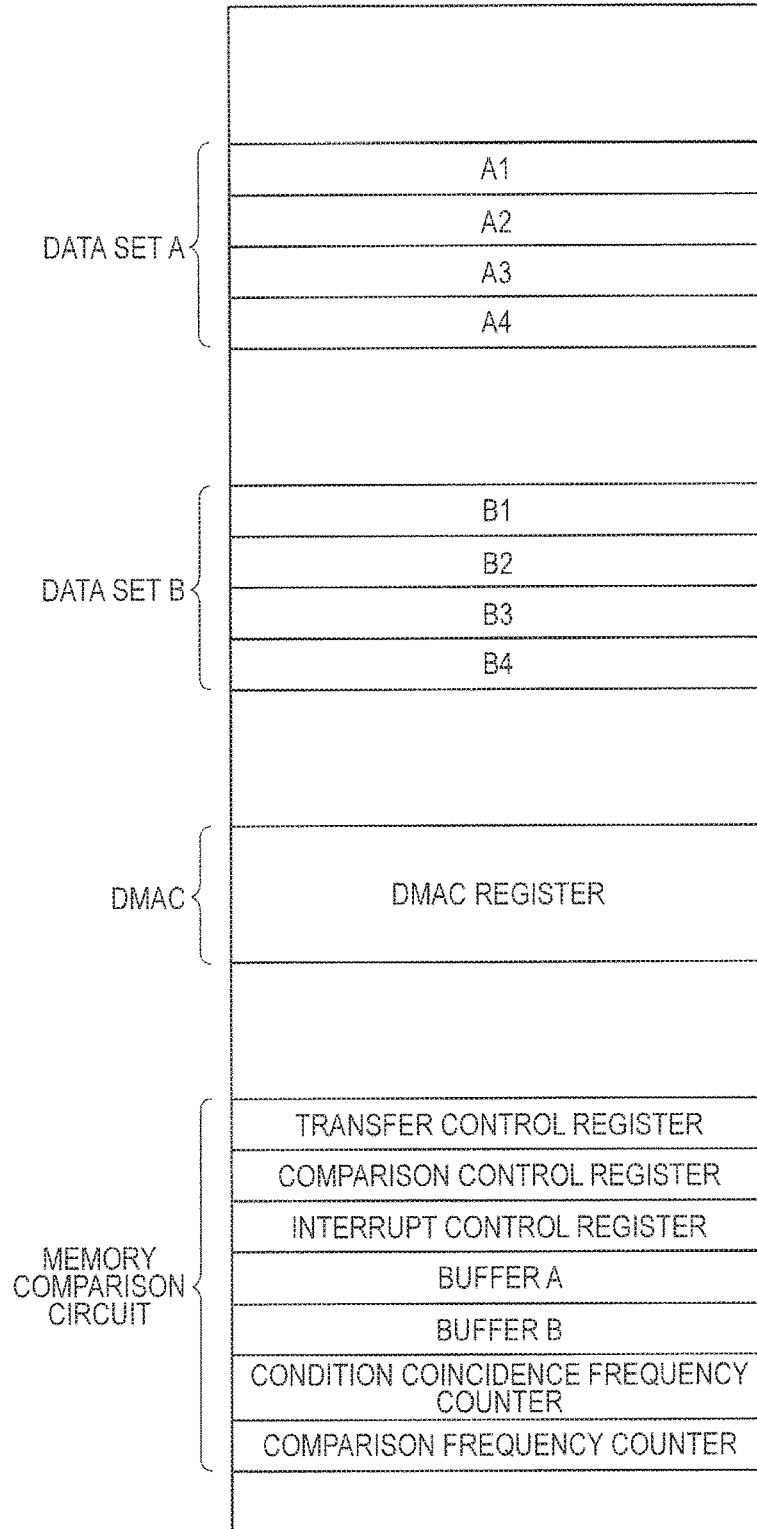 A1
A2
DATA SET A
A3
A4
B1
B2
DATA SET B
B3
B4
DMAC
DMAC REGISTER
TRANSFER CONTROL REGISTER
COMPARISON CONTROL REGISTER
INTERRUPT CONTROL REGISTER
MEMORY
COMPARISON
CIRCUIT
BUFFER A
BUFFER B
CONDITION COINCIDENCE FREQUENCY
COUNTER
COMPARISON FREQUENCY COUNTER